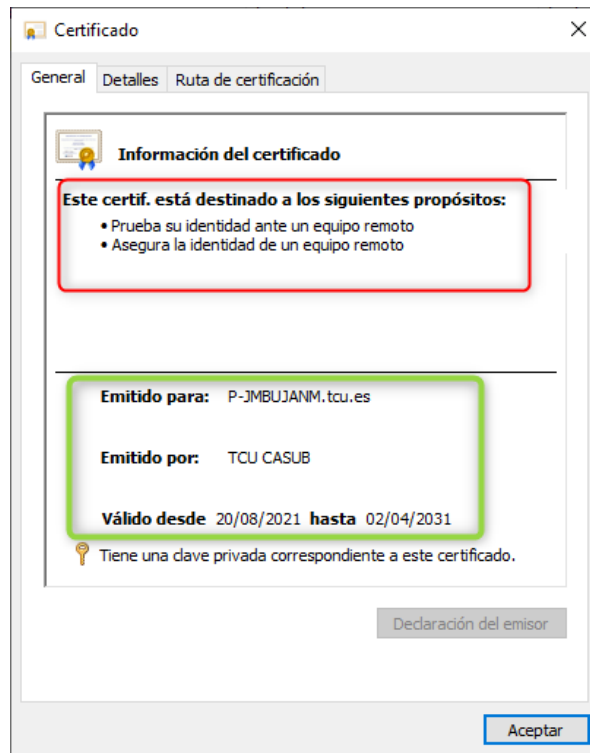 Certificado
General Detalles Ruta de certificación
Información del certificado
Este certif. está destinado a los siguientes propósitos:
• Prueba su identidad ante un equipo remoto
• Asegura la identidad de un equipo remoto
Emitido para: P-JMBUJANM.tcu.es
Emitido por: TCU CASUB
Válido desde 20/08/2021 hasta 02/04/2031
Tiene una clave privada correspondiente a este certificado.
Declaración del emisor
Aceptar